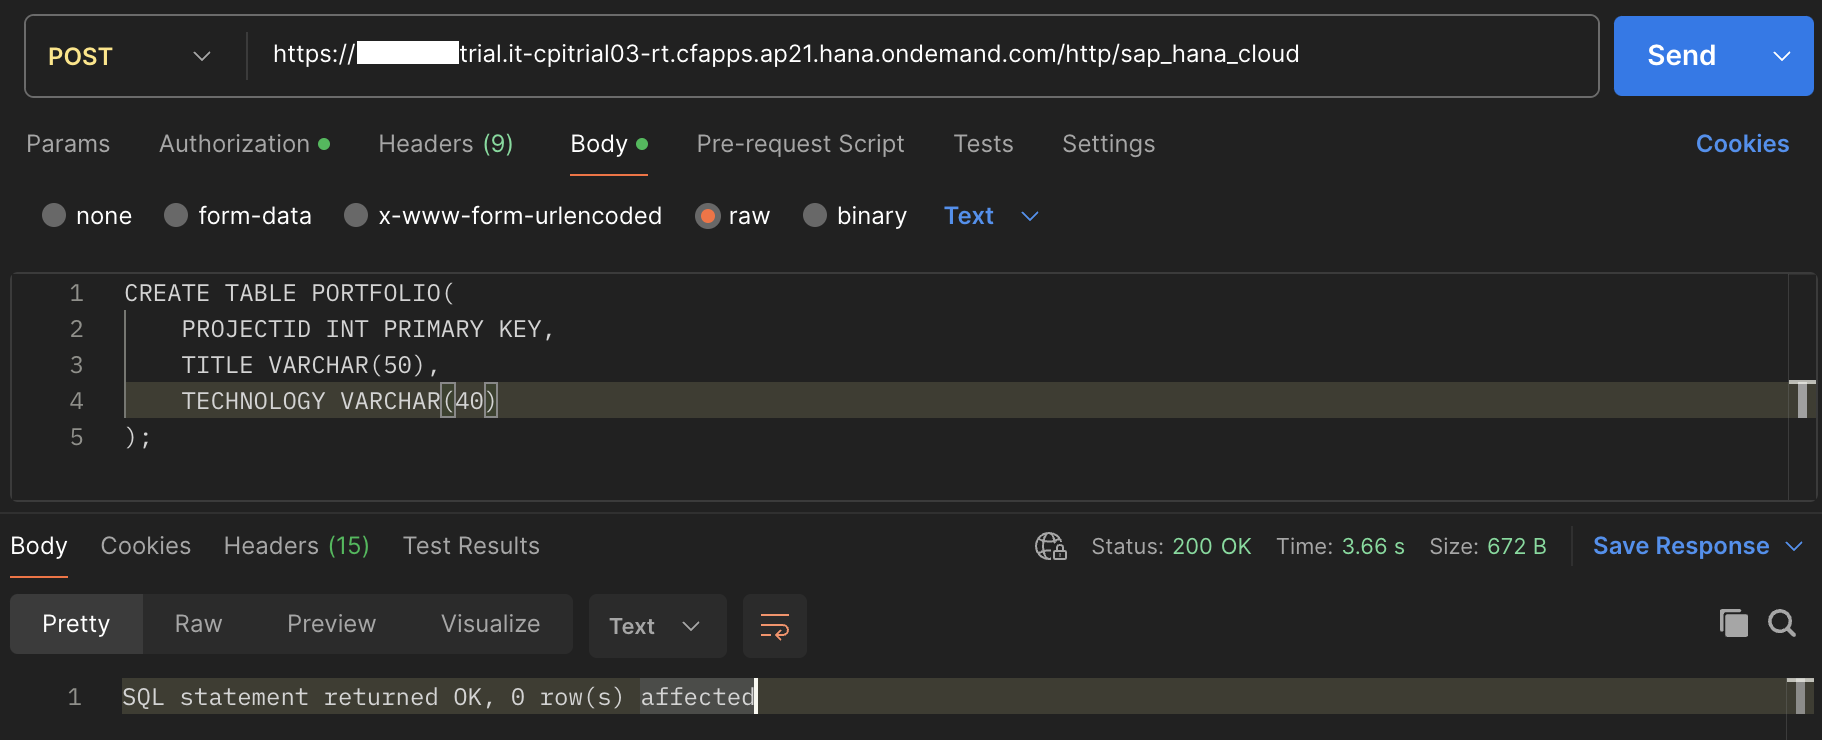 POST https://trial.it-cpitrial03-rt.cfapps.ap21.hana.ondemand.com/http/sap_hana_cloud Send
Params Authorization Headers (9) Body Pre-request Script Tests Settings Cookies
none form-data x-www-form-urlencoded raw binary Text
1 CREATE TABLE PORTFOLIO(
2 PROJECTID INT PRIMARY KEY,
3 TITLE VARCHAR(50),
4 TECHNOLOGY VARCHAR(40)
5 );
Body Cookies Headers (15) Test Results Status: 200 OK Time: 3.66 s Size: 672 B Save Response
Pretty Raw Preview Visualize Text
1 SQL statement returned OK, 0 row(s) affected